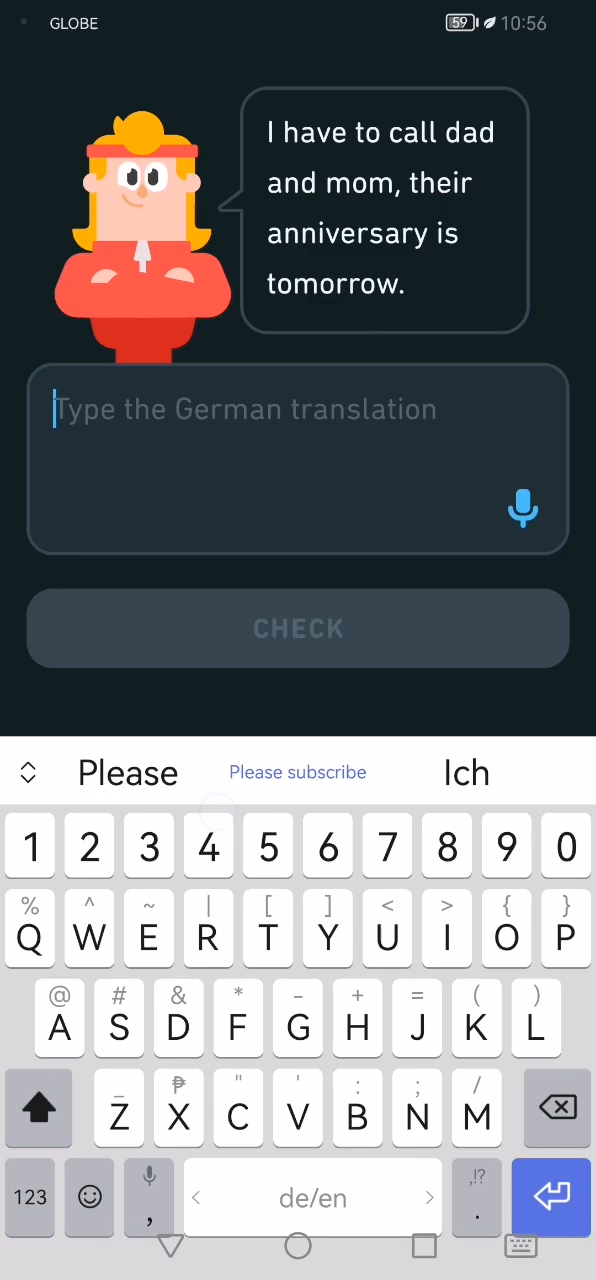 GLOBE 59 10:56
I have to call dad
and mom, their
anniversary is
tomorrow.
Type the German translation
CHECK
Please Please subscribe Ich
1 2 3 4 5 6 7 8 9 0
% ^ ~ | [ ] < > { }
Q W E R T Y U I O P
@ # & * - + = ( )
A S D F G H J K L
_ ₱ " ' : ; /
Z X C V B N M
,!?
123 , < de/en > .